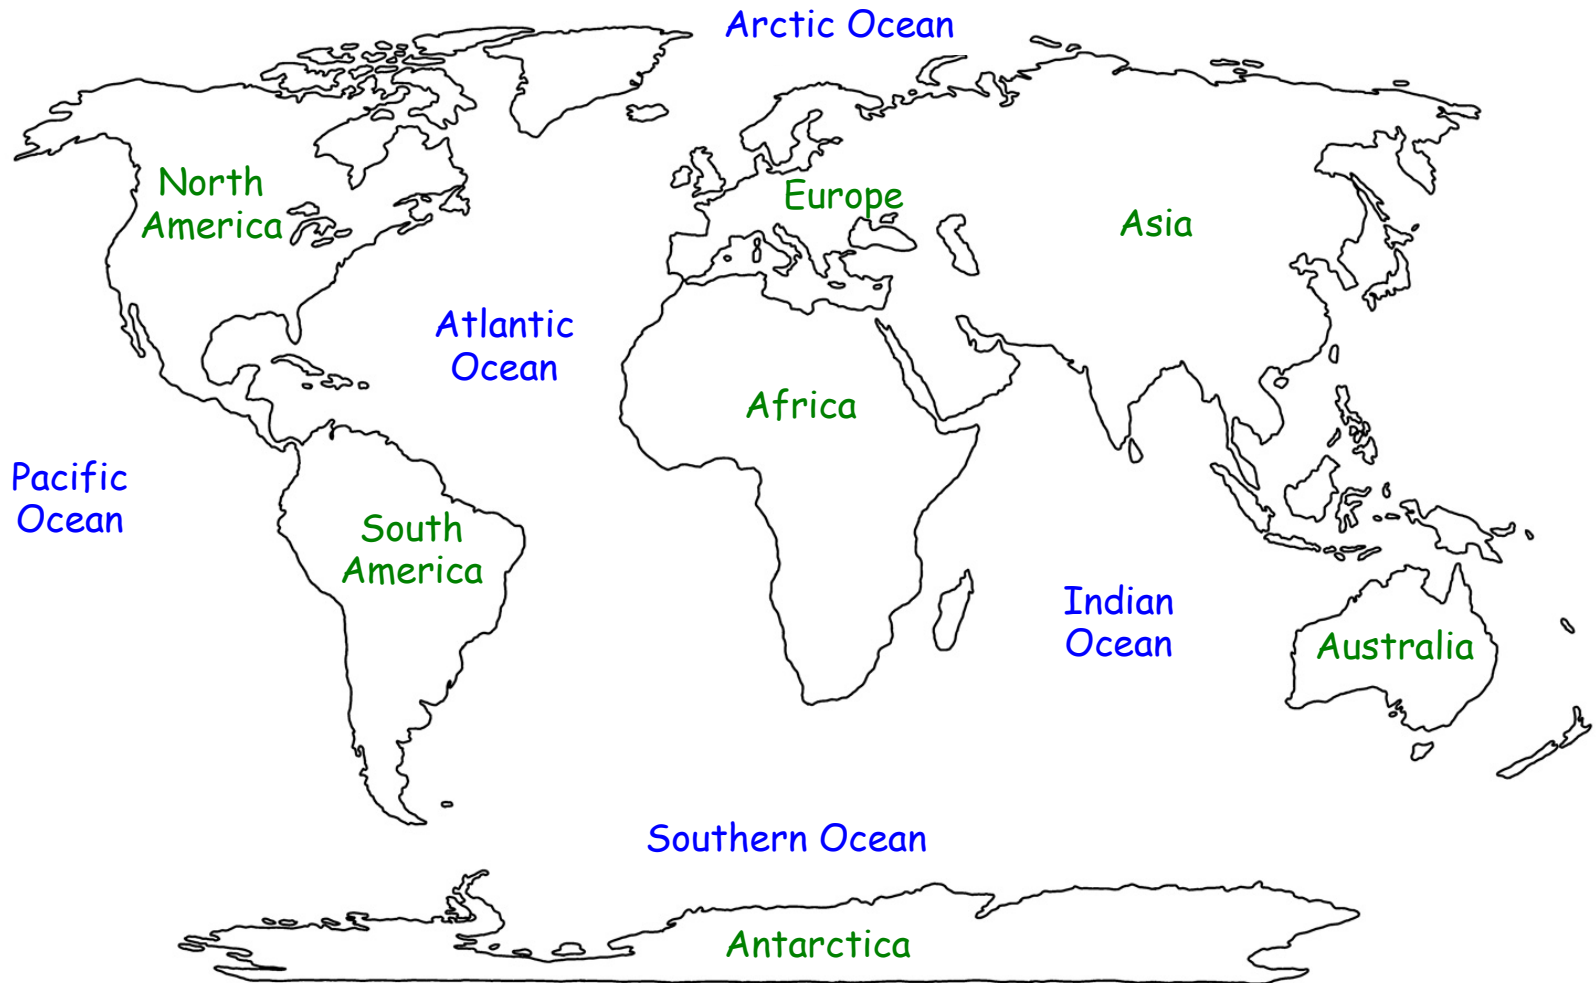 Arctic Ocean
North
America
Europe
Asia
Atlantic
Ocean
Africa
Pacific
Ocean
South
America
Indian
Ocean
Australia
Southern Ocean
Antarctica